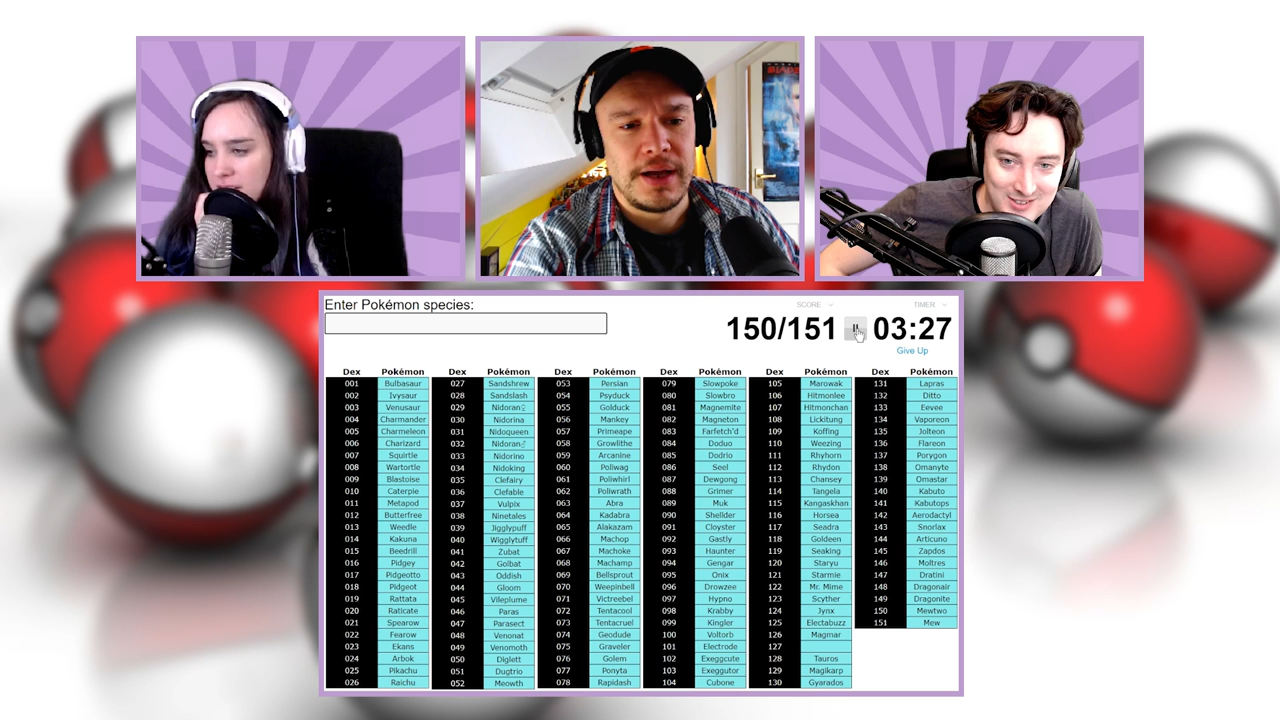 Enter Pokémon species:
SCORE
TIMER
150/151
03:27
Give Up
Dex Pokémon Dex Pokémon Dex Pokémon Dex Pokémon Dex Pokémon Dex Pokémon
001 Bulbasaur 027 Sandshrew 053 Persian 079 Slowpoke 105 Marowak 131 Lapras
002 Ivysaur 028 Sandslash 054 Psyduck 080 Slowbro 106 Hitmonlee 132 Ditto
003 Venusaur 029 Nidoran♀ 055 Golduck 081 Magnemite 107 Hitmonchan 133 Eevee
004 Charmander 030 Nidorina 056 Mankey 082 Magneton 108 Lickitung 134 Vaporeon
005 Charmeleon 031 Nidoqueen 057 Primeape 083 Farfetch'd 109 Koffing 135 Jolteon
006 Charizard 032 Nidoran♂ 058 Growlithe 084 Doduo 110 Weezing 136 Flareon
007 Squirtle 033 Nidorino 059 Arcanine 085 Dodrio 111 Rhyhorn 137 Porygon
008 Wartortle 034 Nidoking 060 Poliwag 086 Seel 112 Rhydon 138 Omanyte
009 Blastoise 035 Clefairy 061 Poliwhirl 087 Dewgong 113 Chansey 139 Omastar
010 Caterpie 036 Clefable 062 Poliwrath 088 Grimer 114 Tangela 140 Kabuto
011 Metapod 037 Vulpix 063 Abra 089 Muk 115 Kangaskhan 141 Kabutops
012 Butterfree 038 Ninetales 064 Kadabra 090 Shellder 116 Horsea 142 Aerodactyl
013 Weedle 039 Jigglypuff 065 Alakazam 091 Cloyster 117 Seadra 143 Snorlax
014 Kakuna 040 Wigglytuff 066 Machop 092 Gastly 118 Goldeen 144 Articuno
015 Beedrill 041 Zubat 067 Machoke 093 Haunter 119 Seaking 145 Zapdos
016 Pidgey 042 Golbat 068 Machamp 094 Gengar 120 Staryu 146 Moltres
017 Pidgeotto 043 Oddish 069 Bellsprout 095 Onix 121 Starmie 147 Dratini
018 Pidgeot 044 Gloom 070 Weepinbell 096 Drowzee 122 Mr. Mime 148 Dragonair
019 Rattata 045 Vileplume 071 Victreebel 097 Hypno 123 Scyther 149 Dragonite
020 Raticate 046 Paras 072 Tentacool 098 Krabby 124 Jynx 150 Mewtwo
021 Spearow 047 Parasect 073 Tentacruel 099 Kingler 125 Electabuzz 151 Mew
022 Fearow 048 Venonat 074 Geodude 100 Voltorb 126 Magmar
023 Ekans 049 Venomoth 075 Graveler 101 Electrode 127
024 Arbok 050 Diglett 076 Golem 102 Exeggcute 128 Tauros
025 Pikachu 051 Dugtrio 077 Ponyta 103 Exeggutor 129 Magikarp
026 Raichu 052 Meowth 078 Rapidash 104 Cubone 130 Gyarados